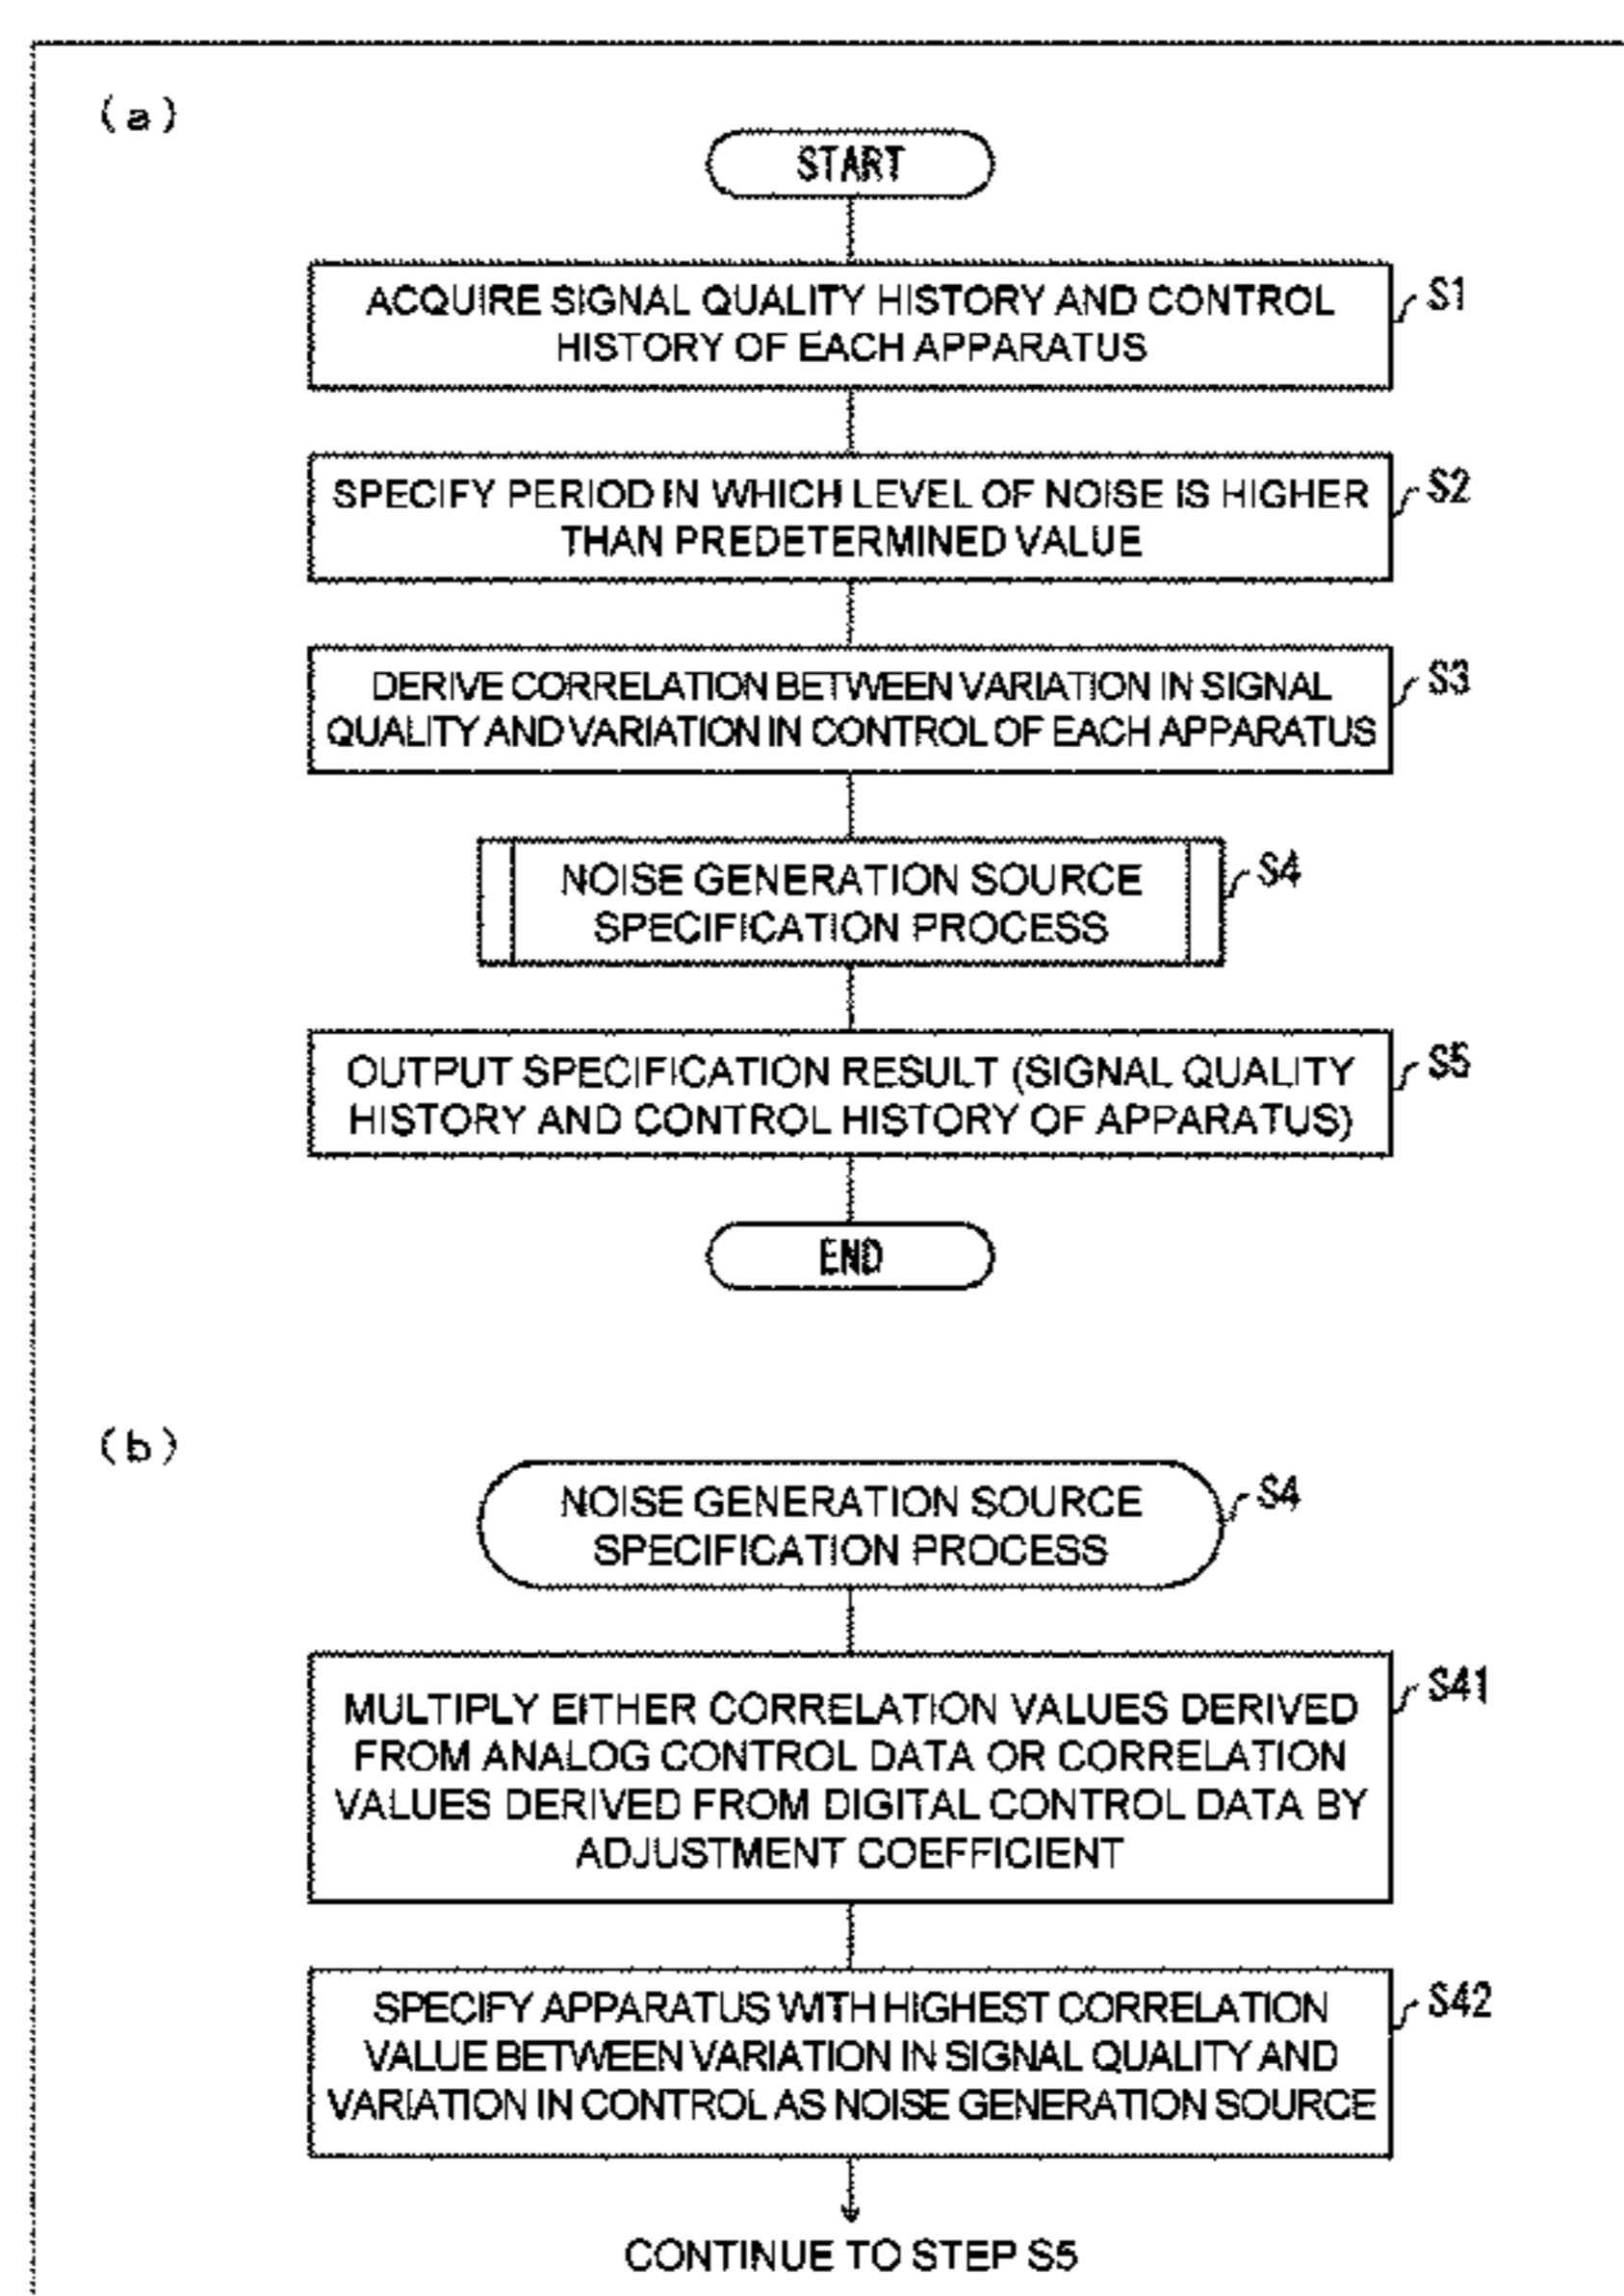 (a)
START
ACQUIRE SIGNAL QUALITY HISTORY AND CONTROL
HISTORY OF EACH APPARATUS
S1
SPECIFY PERIOD IN WHICH LEVEL OF NOISE IS HIGHER
THAN PREDETERMINED VALUE
S2
DERIVE CORRELATION BETWEEN VARIATION IN SIGNAL
QUALITY AND VARIATION IN CONTROL OF EACH APPARATUS
S3
NOISE GENERATION SOURCE
SPECIFICATION PROCESS
S4
OUTPUT SPECIFICATION RESULT (SIGNAL QUALITY
HISTORY AND CONTROL HISTORY OF APPARATUS)
S5
END
(b)
NOISE GENERATION SOURCE
SPECIFICATION PROCESS
S4
MULTIPLY EITHER CORRELATION VALUES DERIVED
FROM ANALOG CONTROL DATA OR CORRELATION
VALUES DERIVED FROM DIGITAL CONTROL DATA BY
ADJUSTMENT COEFFICIENT
S41
SPECIFY APPARATUS WITH HIGHEST CORRELATION
VALUE BETWEEN VARIATION IN SIGNAL QUALITY AND
VARIATION IN CONTROL AS NOISE GENERATION SOURCE
S42
CONTINUE TO STEP S5